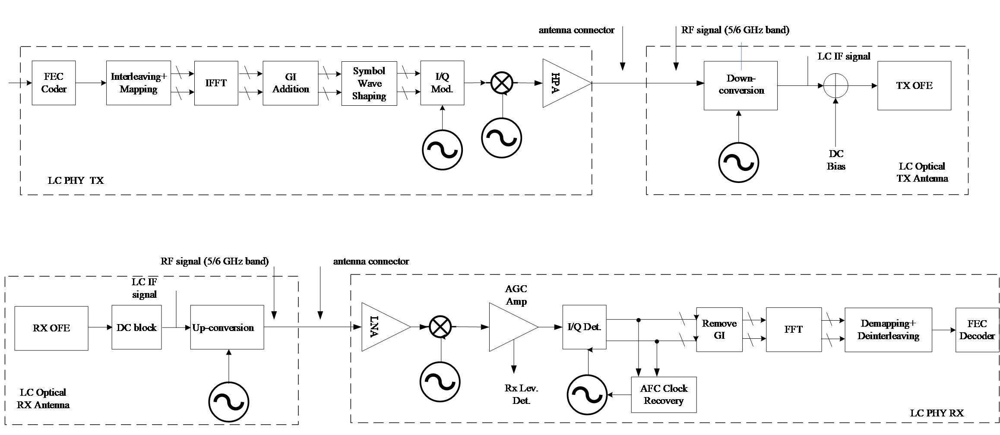 antenna connector
RF signal (5/6 GHz band)
FEC
Coder
Interleaving+
Mapping
IFFT
GI
Addition
Symbol
Wave
Shaping
I/Q
Mod.
HPA
Down-
conversion
LC IF signal
TX OFE
DC
Bias
LC PHY TX
LC Optical
TX Antenna
RF signal (5/6 GHz band)
antenna connector
LC IF
signal
RX OFE
DC block
Up-conversion
LC Optical
RX Antenna
LNA
AGC
Amp
Rx Lev.
Det.
I/Q Det.
AFC Clock
Recovery
Remove
GI
FFT
Demapping+
Deinterleaving
FEC
Decoder
LC PHY RX